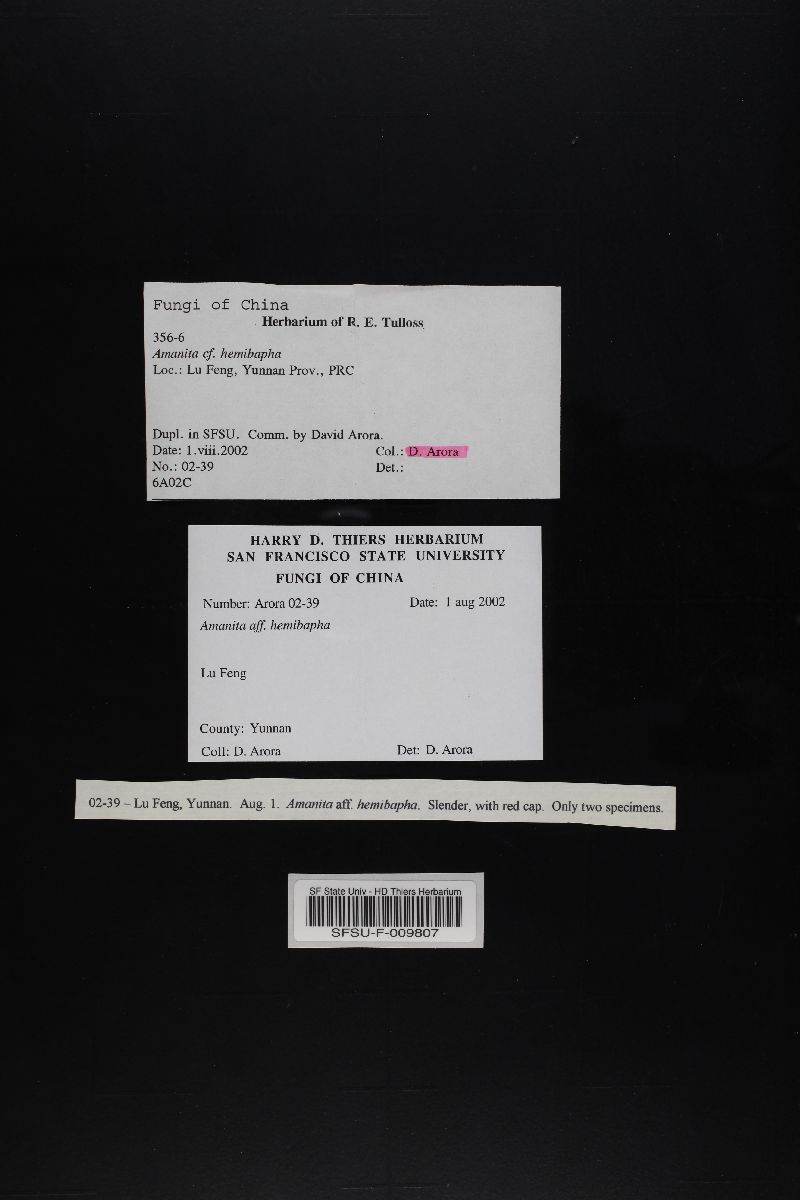 Fungi of China
Herbarium of R. E. Tulloss
356-6
Amanita cf. hemibapha
Loc.: Lu Feng, Yunnan Prov., PRC
Dupl. in SFSU. Comm. by David Arora.
Date: 1.viii.2002 Col.: D. Arora
No.: 02-39 Det.:
6A02C
HARRY D. THIERS HERBARIUM
SAN FRANCISCO STATE UNIVERSITY
FUNGI OF CHINA
Number: Arora 02-39 Date: 1 aug 2002
Amanita aff. hemibapha
Lu Feng
County: Yunnan
Coll: D. Arora Det: D. Arora
02-39 – Lu Feng, Yunnan. Aug. 1. Amanita aff. hemibapha. Slender, with red cap. Only two specimens.
SF State Univ - HD Thiers Herbarium
SFSU-F-009807